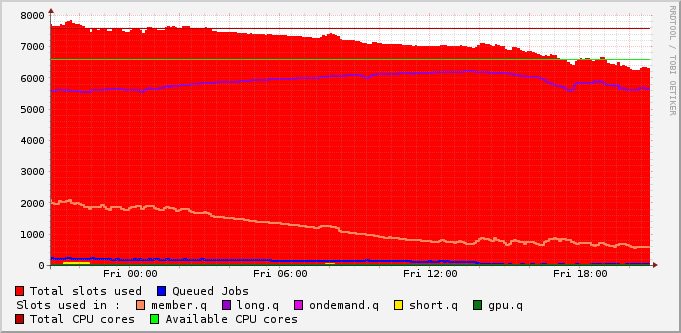 8000
7000
6000
5000
4000
3000
2000
1000
0
Fri 00:00 Fri 06:00 Fri 12:00 Fri 18:00
Total slots used Queued Jobs
Slots used in : member.q long.q ondemand.q short.q gpu.q
Total CPU cores Available CPU cores
RRDTOOL / TOBI OETIKER